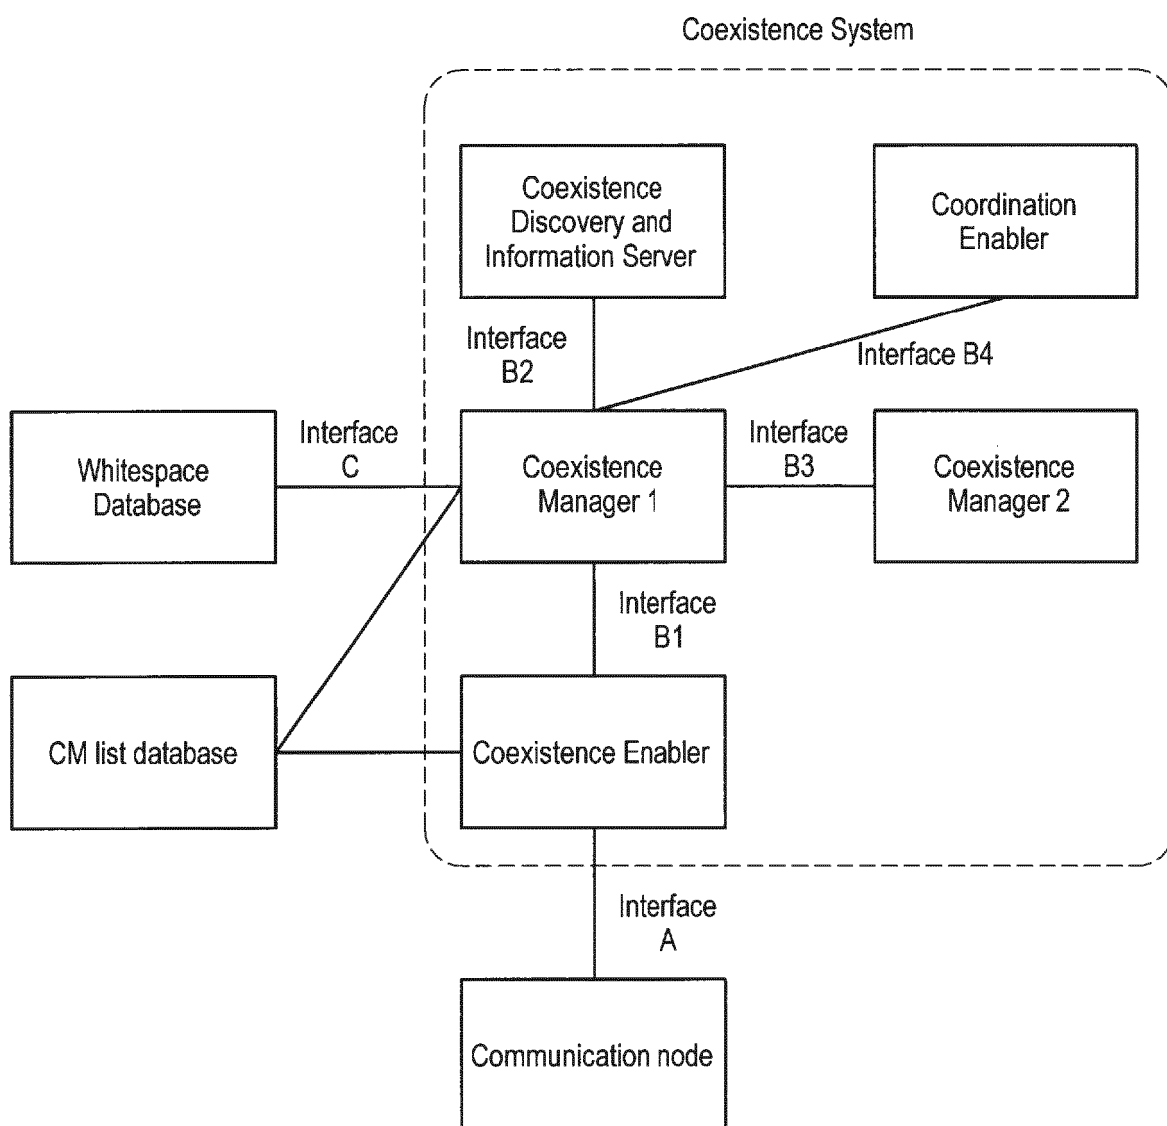 Coexistence System
Coexistence
Discovery and
Information Server
Coordination
Enabler
Interface
B2
Interface B4
Whitespace
Database
Interface
C
Coexistence
Manager 1
Interface
B3
Coexistence
Manager 2
Interface
B1
CM list database
Coexistence Enabler
Interface
A
Communication node